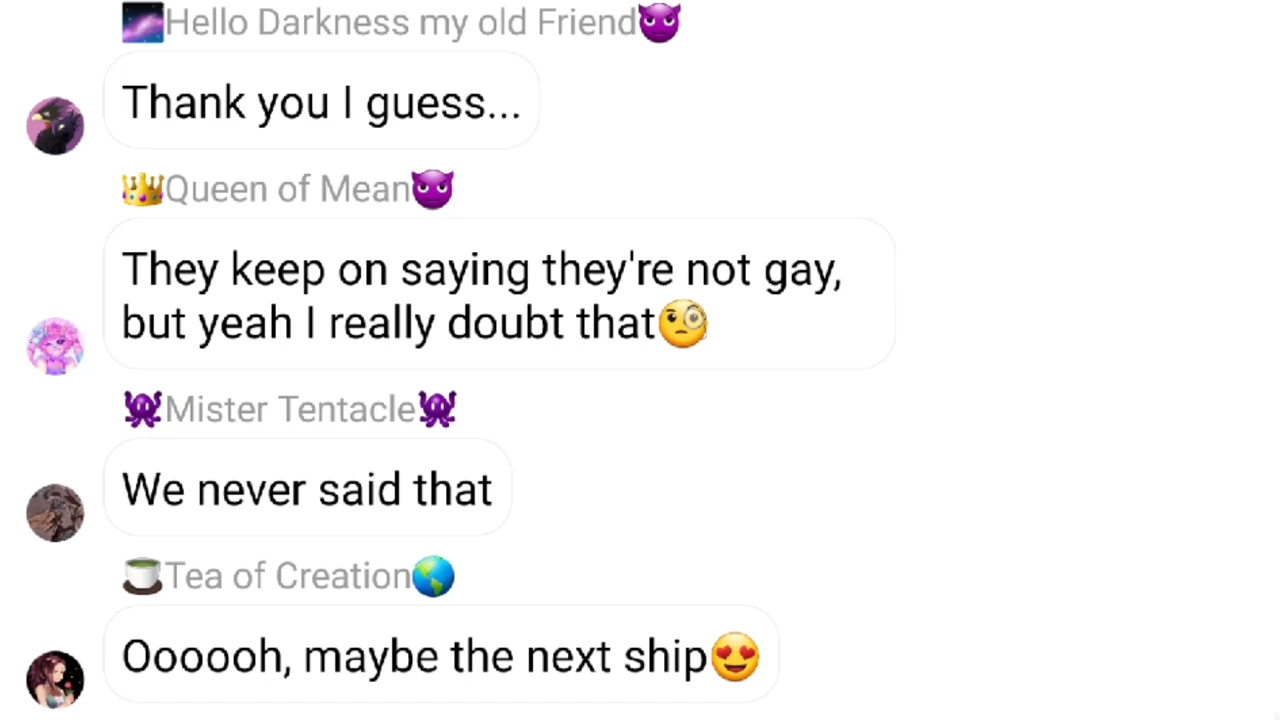 🌌Hello Darkness my old Friend😈
Thank you I guess...
👑Queen of Mean😈
They keep on saying they're not gay,
but yeah I really doubt that🧐
🐙Mister Tentacle🐙
We never said that
🍵Tea of Creation🌎
Oooooh, maybe the next ship😍